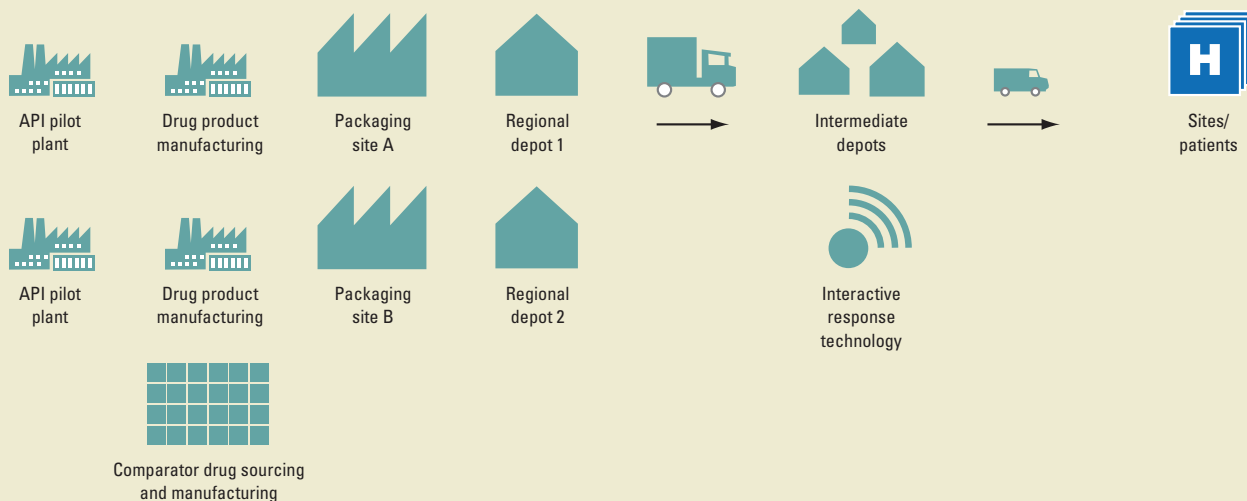 H
API pilot
plant
Drug product
manufacturing
Packaging
site A
Regional
depot 1
Intermediate
depots
Sites/
patients
API pilot
plant
Drug product
manufacturing
Packaging
site B
Regional
depot 2
Interactive
response
technology
Comparator drug sourcing
and manufacturing